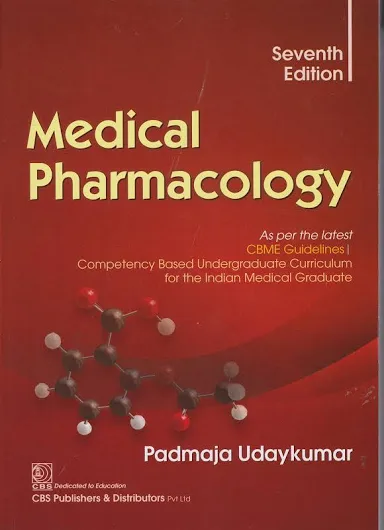 Seventh
Edition
Medical
Pharmacology
As per the latest
CBME Guidelines|
Competency Based Undergraduate Curriculum
for the Indian Medical Graduate
Padmaja Udaykumar
CBS
Dedicated to Education
CBS Publishers & Distributors Pvt Ltd